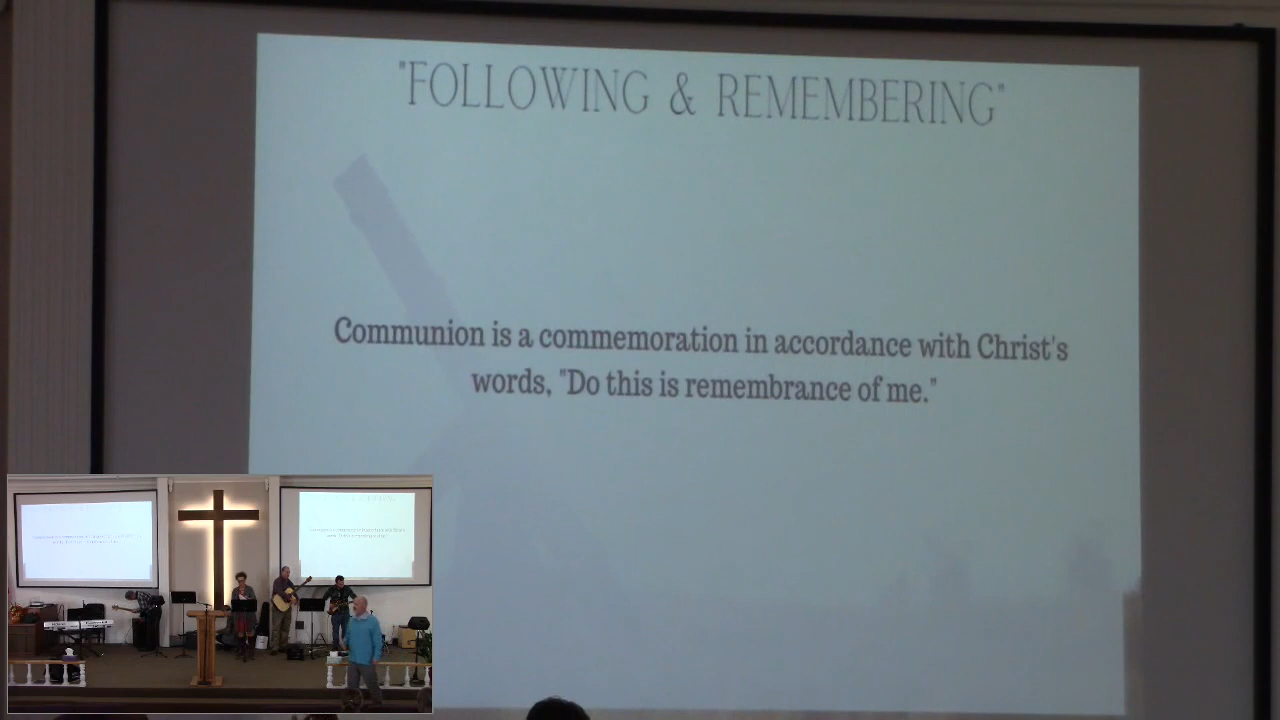 "FOLLOWING & REMEMBERING"
Communion is a commemoration in accordance with Christ's
words, "Do this is remembrance of me."